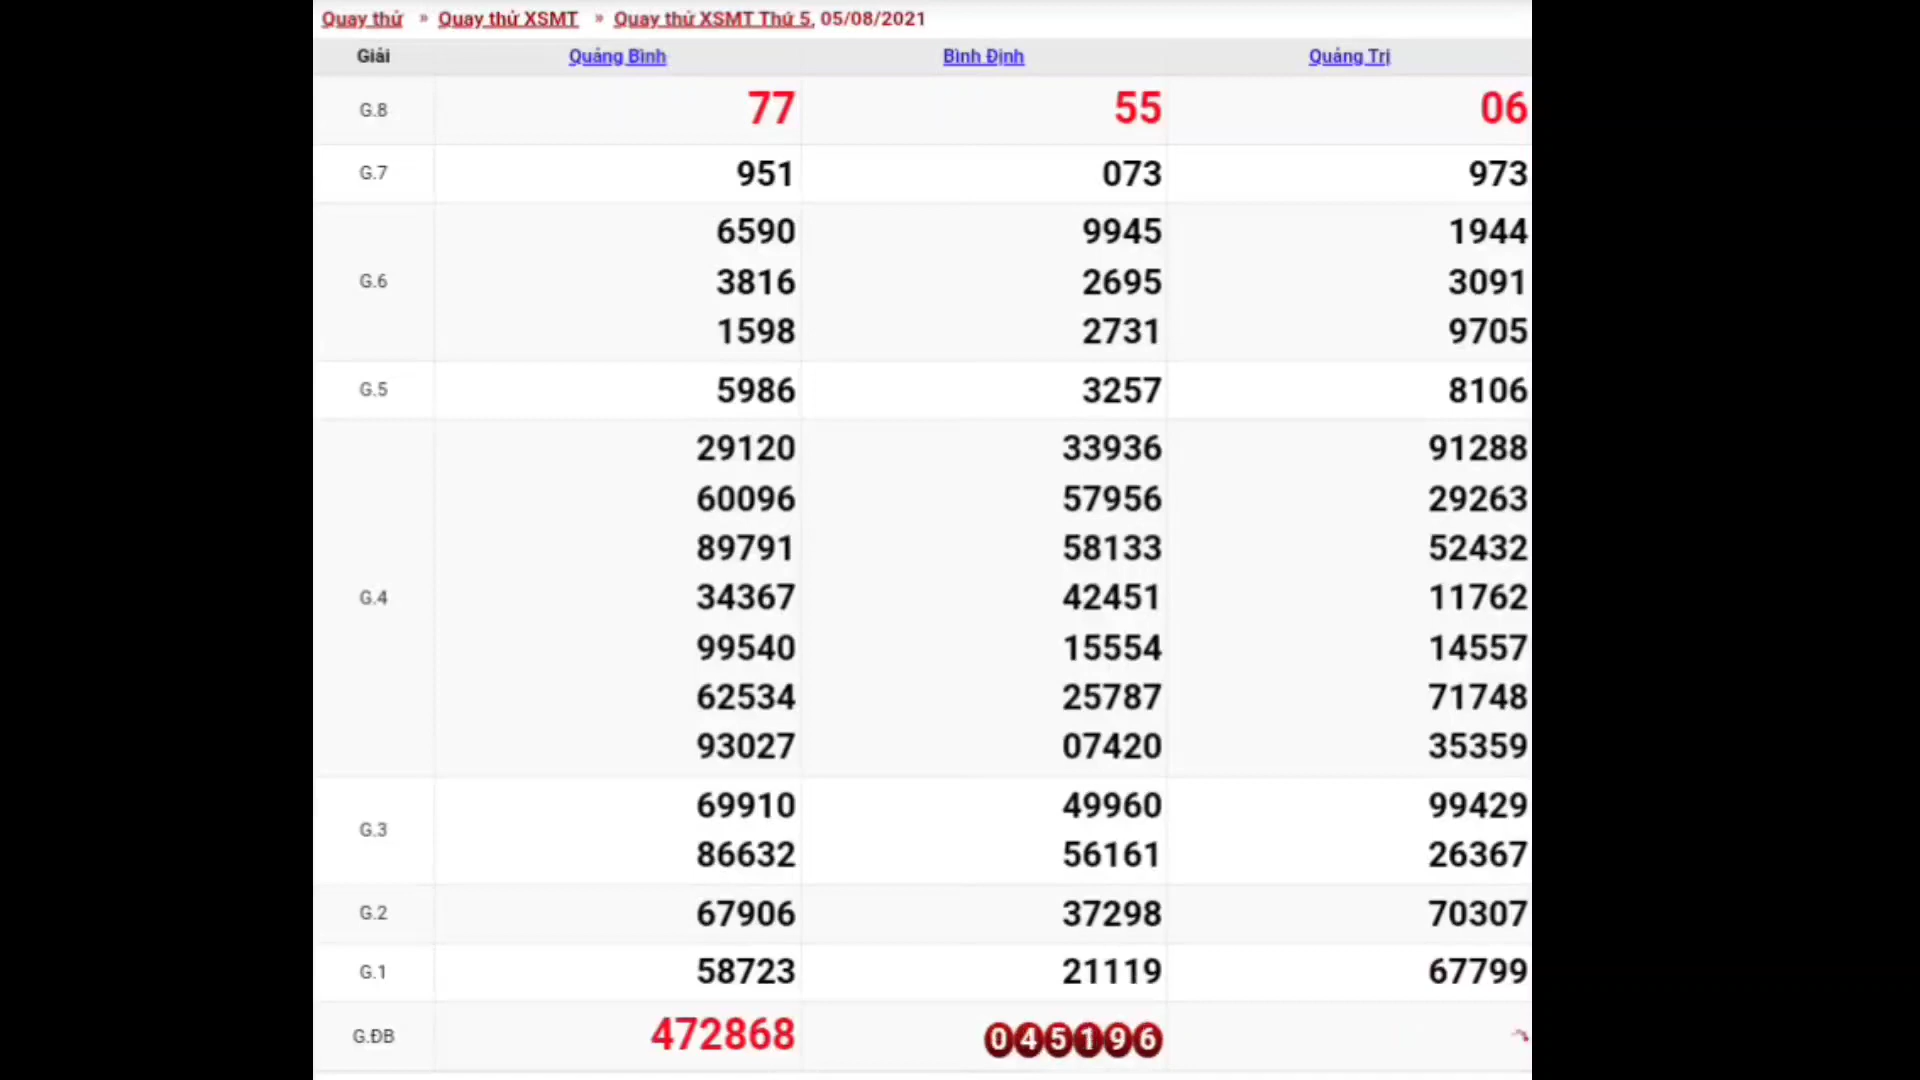 Quay thử » Quay thử XSMT » Quay thử XSMT Thứ 5, 05/08/2021
Giải Quảng Bình Bình Định Quảng Trị
G.8 77 55 06
G.7 951 073 973
6590 9945 1944
G.6 3816 2695 3091
1598 2731 9705
G.5 5986 3257 8106
29120 33936 91288
60096 57956 29263
89791 58133 52432
G.4 34367 42451 11762
99540 15554 14557
62534 25787 71748
93027 07420 35359
G.3 69910 49960 99429
86632 56161 26367
G.2 67906 37298 70307
G.1 58723 21119 67799
G.ĐB 472868 045196